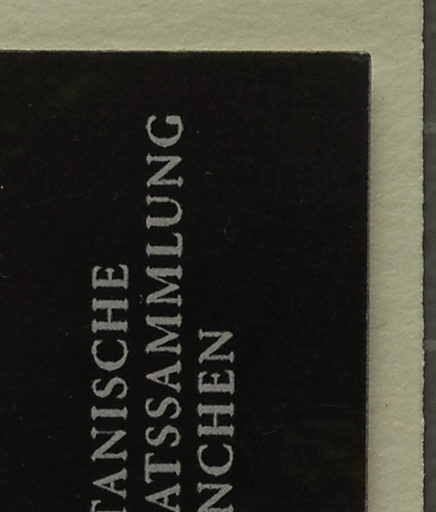 TANISCHE
ATSSAMMLUNG
NCHEN